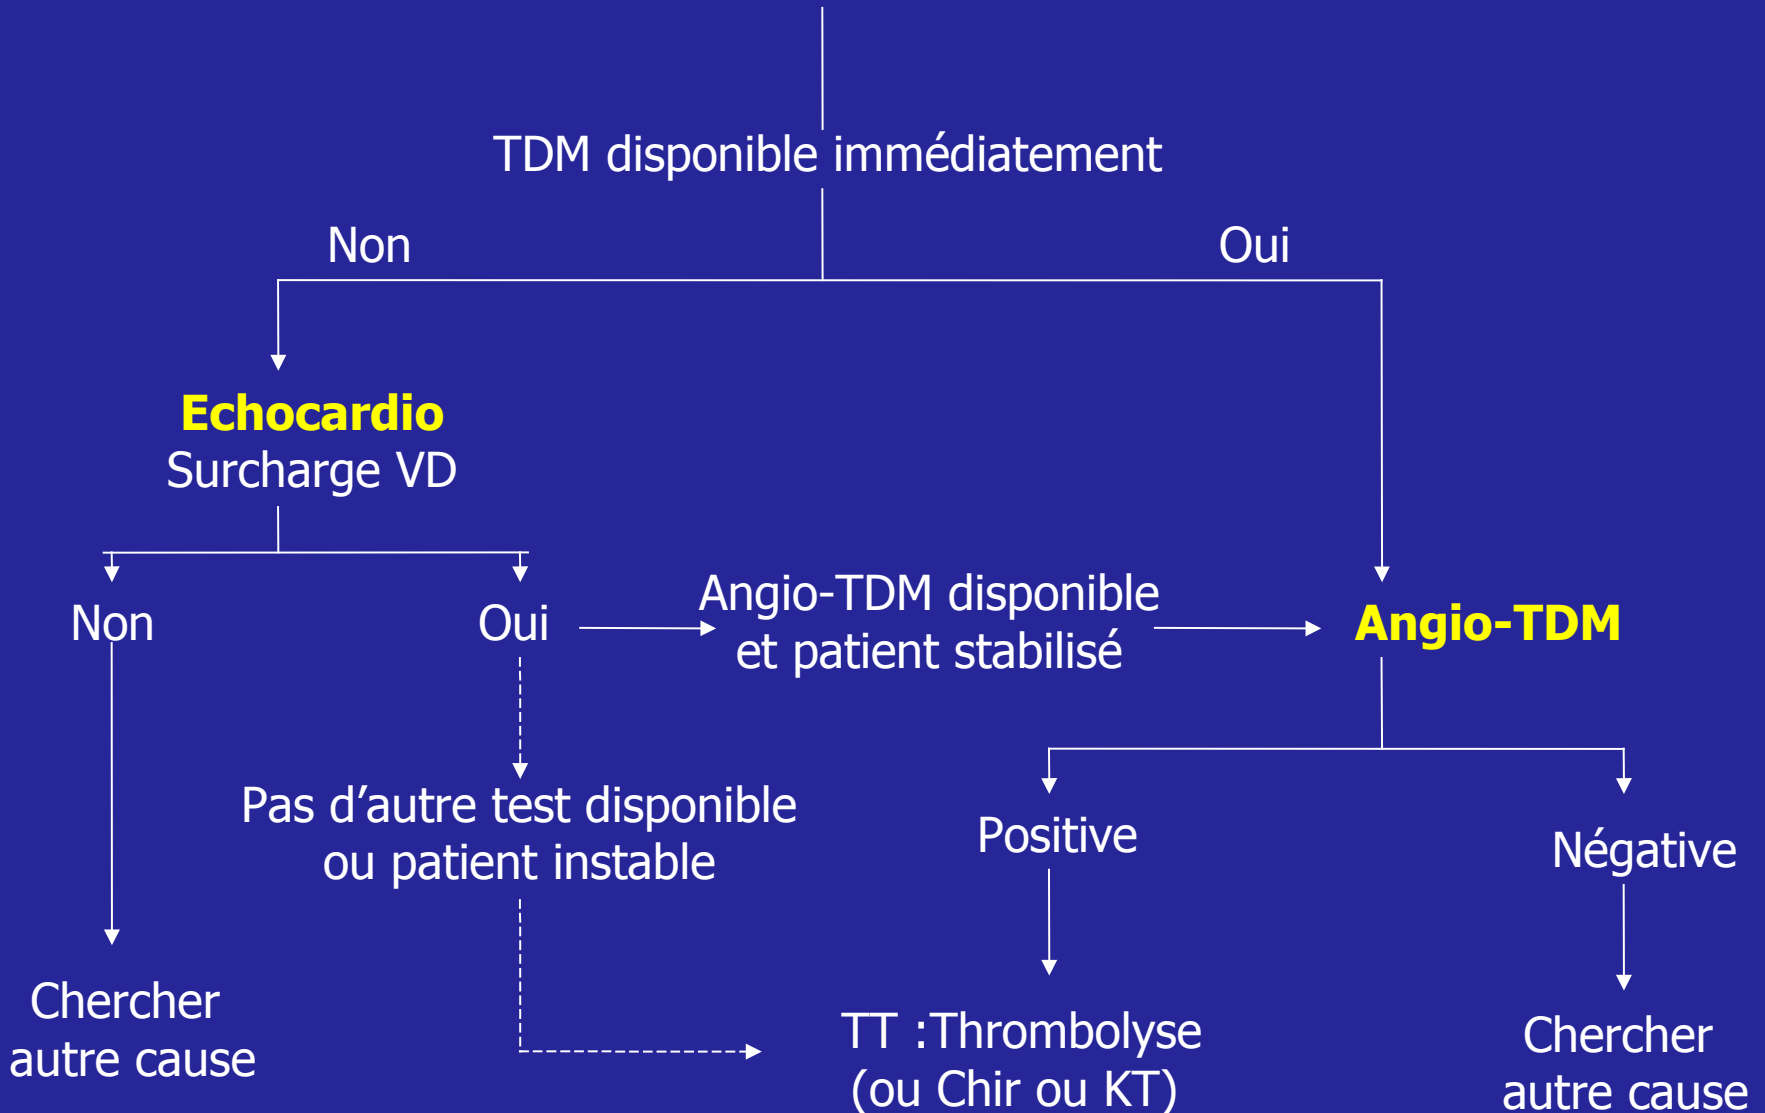 TDM disponible immédiatement
Non
Oui
Echocardio
Surcharge VD
Non
Oui
Angio-TDM disponible
et patient stabilisé
Angio-TDM
Pas d’autre test disponible
ou patient instable
Positive
Négative
Chercher
autre cause
TT :Thrombolyse
(ou Chir ou KT)
Chercher
autre cause